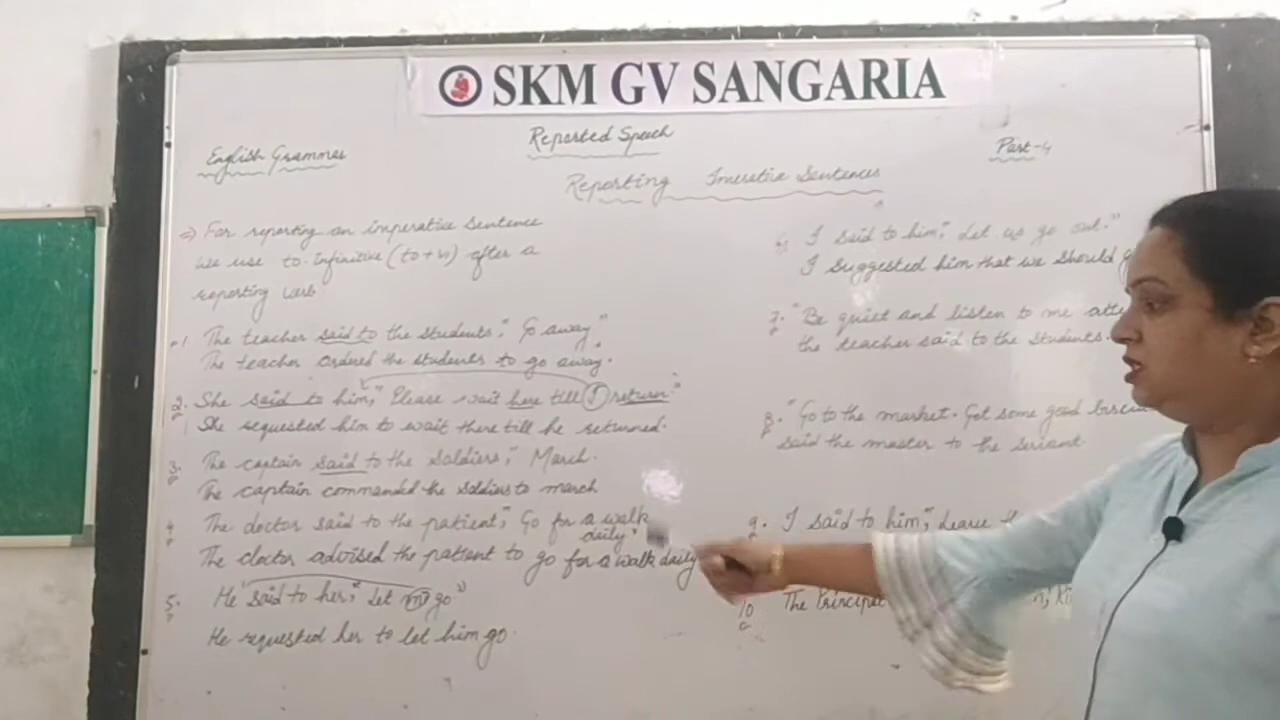 SKM GV SANGARIA
English Grammar
Reported Speech
Part-4
Reporting Imerative Sentences
=> For reporting an imperative sentence
we use to-infinitive (to+v1) after a
reporting verb
1 The teacher said to the students," Go away."
The teacher ordered the students to go away.
2. She said to him," Please wait here till I return."
She requested him to wait there till he returned.
3. The captain said to the soldiers," March.
The captain commanded the soldiers to march
4. The doctor said to the patient," Go for a walk
daily."
The doctor advised the patient to go for a walk daily
5. He said to her," Let me go"
He requested her to let him go.
6. I said to him," Let us go out."
I suggested him that we should
7. "Be quiet and listen to me
the teacher said to the students.
8. "Go to the market. Get some good
said the master to the servant.
9. I said to him," Leave
10 The Principal